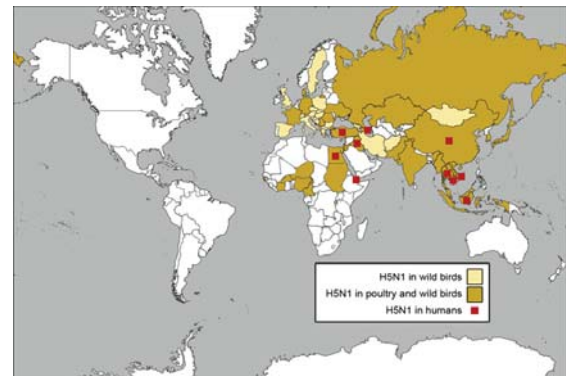 H5N1 in wild birds
H5N1 in poultry and wild birds
H5N1 in humans